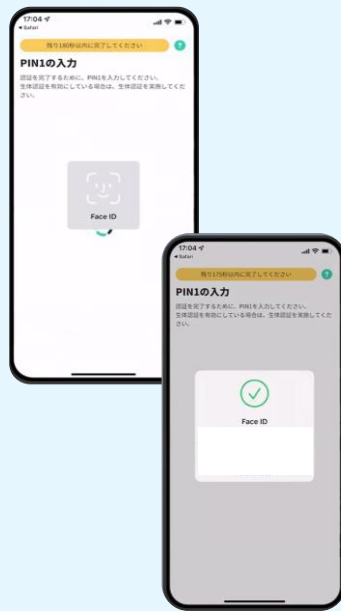 17:04
◀ Safari
残り180秒以内に完了してください
?
PIN1の入力
認証を完了するために、PIN1を入力してください。
生体認証を有効にしている場合は、生体認証を実施してくだ
さい。
Face ID
17:04
◀ Safari
残り175秒以内に完了してください
?
PIN1の入力
認証を完了するために、PIN1を入力してください。
生体認証を有効にしている場合は、生体認証を実施してくだ
さい。
Face ID